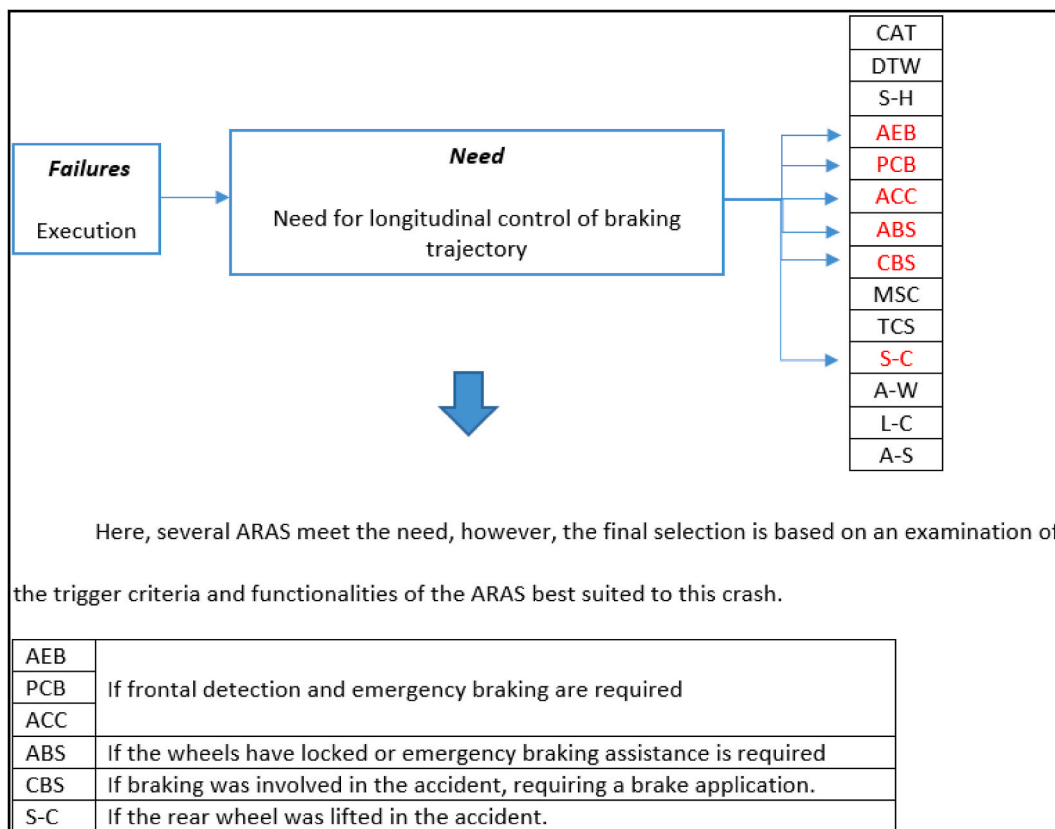 CAT
DTW
S-H
AEB
PCB
ACC
ABS
CBS
MSC
TCS
S-C
A-W
L-C
A-S
Failures
Execution
Need
Need for longitudinal control of braking
trajectory
Here, several ARAS meet the need, however, the final selection is based on an examination of
the trigger criteria and functionalities of the ARAS best suited to this crash.
AEB
PCB
ACC
If frontal detection and emergency braking are required
ABS If the wheels have locked or emergency braking assistance is required
CBS If braking was involved in the accident, requiring a brake application.
S-C If the rear wheel was lifted in the accident.